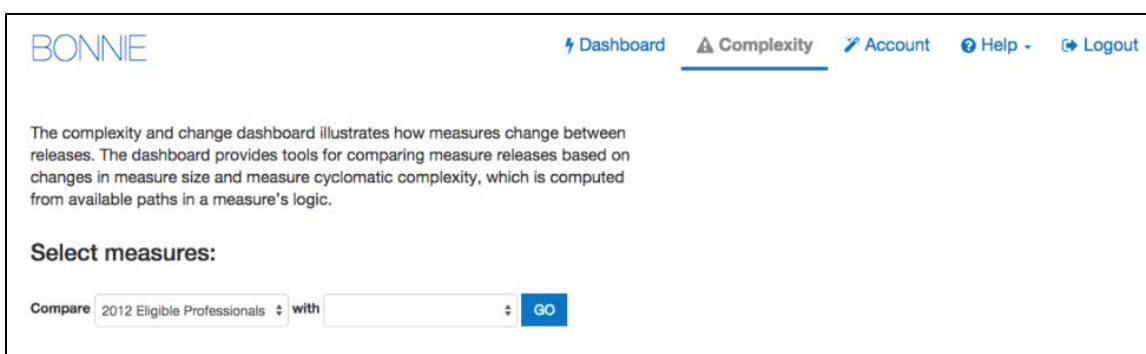 BONNIE
Dashboard Complexity Account Help Logout
The complexity and change dashboard illustrates how measures change between
releases. The dashboard provides tools for comparing measure releases based on
changes in measure size and measure cyclomatic complexity, which is computed
from available paths in a measure's logic.
Select measures:
Compare 2012 Eligible Professionals with GO